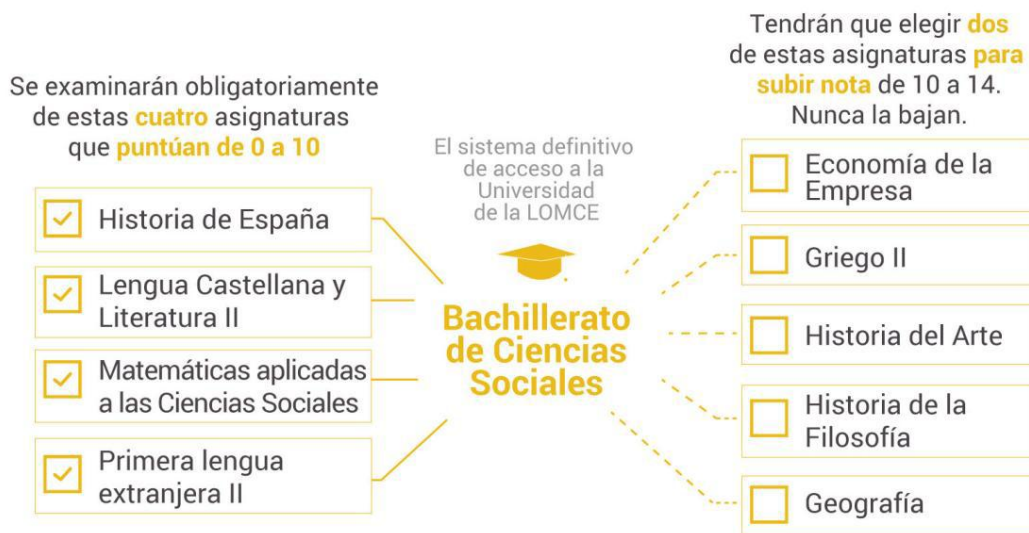 Se examinarán obligatoriamente
de estas cuatro asignaturas
que puntúan de 0 a 10
Historia de España
Lengua Castellana y
Literatura II
Matemáticas aplicadas
a las Ciencias Sociales
Primera lengua
extranjera II
El sistema definitivo
de acceso a la
Universidad
de la LOMCE
Bachillerato
de Ciencias
Sociales
Tendrán que elegir dos
de estas asignaturas para
subir nota de 10 a 14.
Nunca la bajan.
Economía de la
Empresa
Griego II
Historia del Arte
Historia de la
Filosofía
Geografía